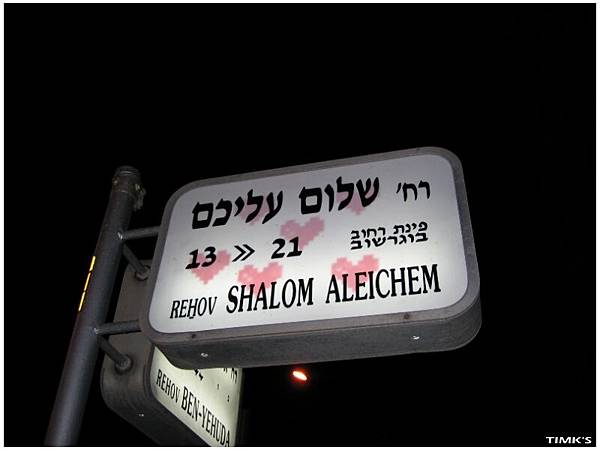 רח׳ שלום עליכם
פינת רחוב
בוגרשוב
13 » 21
REHOV SHALOM ALEICHEM
REHOV BEN-YEHUDA
TIMK'S